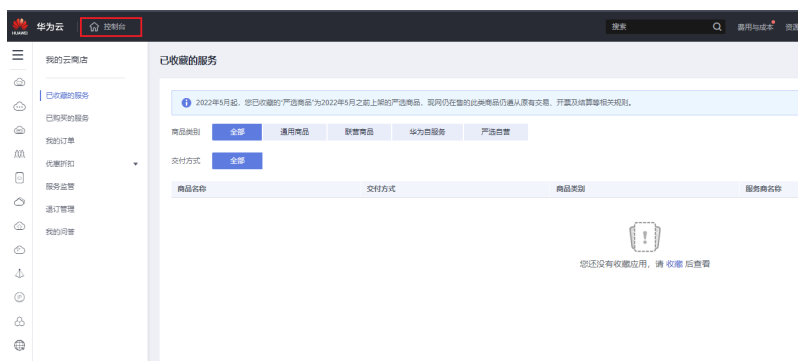 HUAWEI 华为云 控制台 搜索 费用与成本 资源
我的云商店
已收藏的服务
已收藏的服务
已购买的服务
我的订单
优惠折扣
服务监管
退订管理
我的问答
2022年5月起，您已收藏的"严选商品"为2022年5月之前上架的严选商品，现网仍在售的此类商品仍遵从原有交易、开票及结算等相关规则。
商品类别 全部 通用商品 联营商品 华为自服务 严选自营
交付方式 全部
商品名称 交付方式 商品类别 服务商名称
您还没有收藏应用，请 收藏 后查看